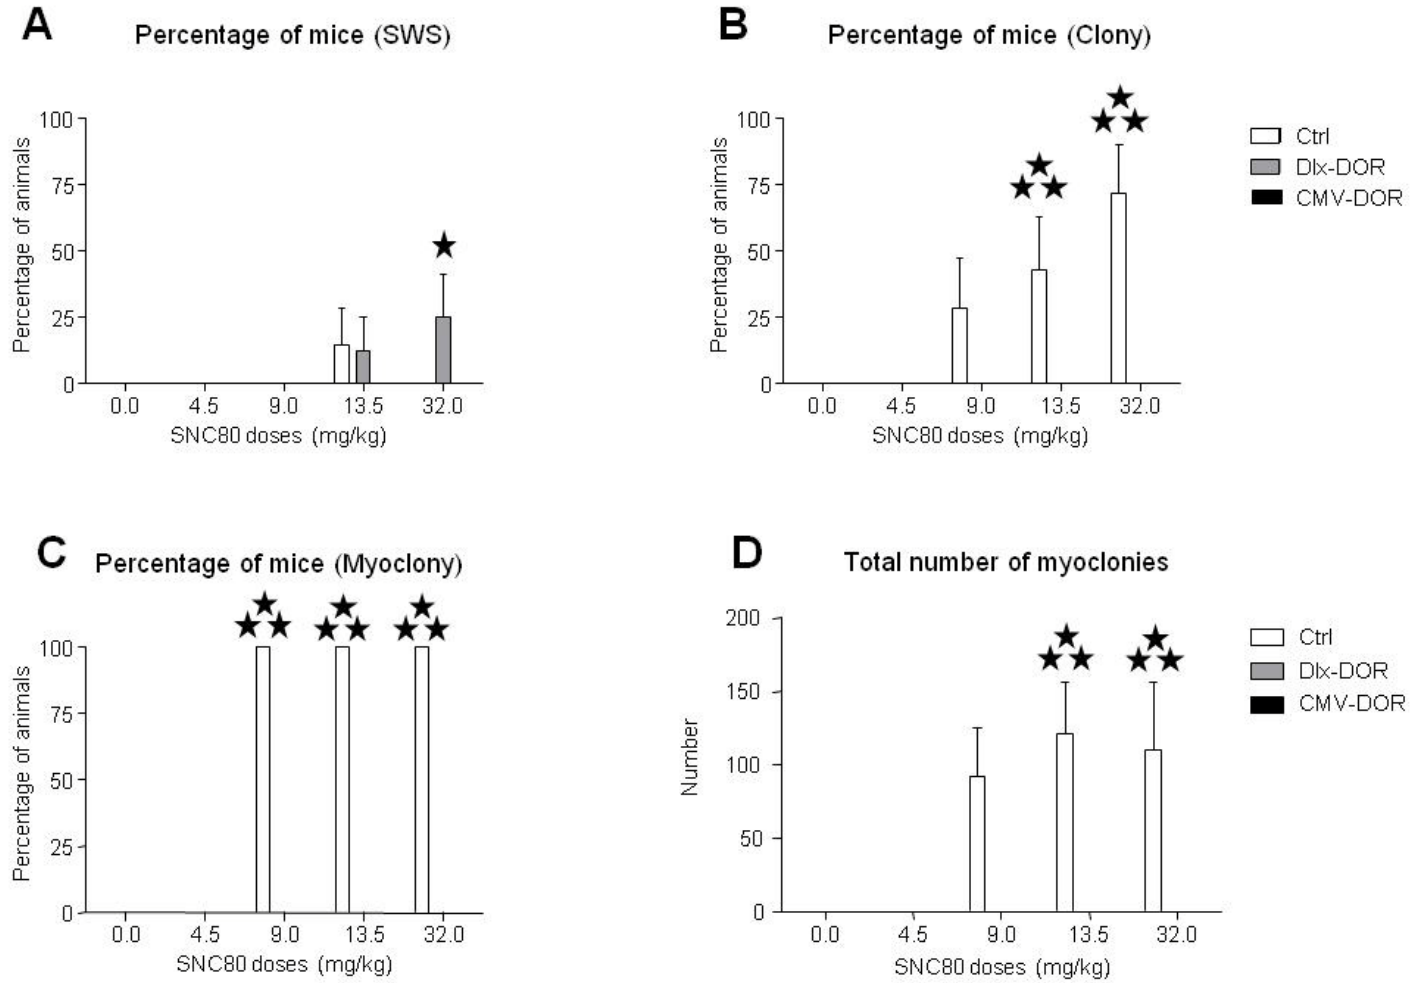 A
Percentage of mice (SWS)
Percentage of animals
100
75
50
25
0
0.0 4.5 9.0 13.5 32.0
SNC80 doses (mg/kg)
B
Percentage of mice (Clony)
Percentage of animals
100
75
50
25
0
0.0 4.5 9.0 13.5 32.0
SNC80 doses (mg/kg)
Ctrl
Dlx-DOR
CMV-DOR
C
Percentage of mice (Myoclony)
Percentage of animals
100
75
50
25
0
0.0 4.5 9.0 13.5 32.0
SNC80 doses (mg/kg)
D
Total number of myoclonies
Number
200
150
100
50
0
0.0 4.5 9.0 13.5 32.0
SNC80 doses (mg/kg)
Ctrl
Dlx-DOR
CMV-DOR